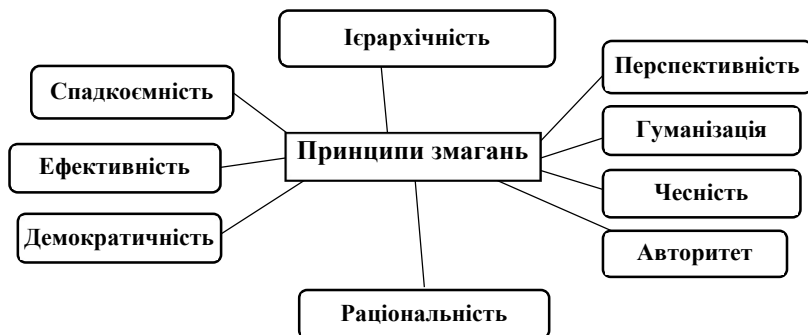 Ієрархічність
Перспективність
Спадкоємність
Гуманізація
Принципи змагань
Ефективність
Чесність
Демократичність
Авторитет
Раціональність